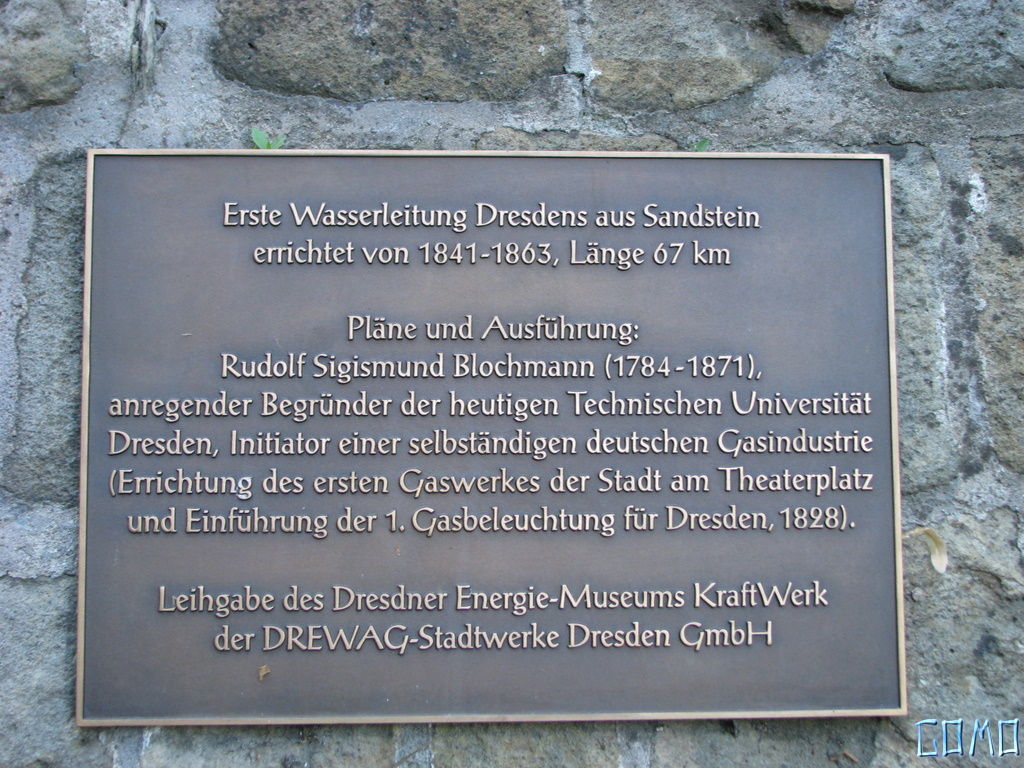 Erste Wasserleitung Dresdens aus Sandstein
errichtet von 1841-1863, Länge 67 km
Pläne und Ausführung:
Rudolf Sigismund Blochmann (1784-1871),
anregender Begründer der heutigen Technischen Universität
Dresden, Initiator einer selbständigen deutschen Gasindustrie
(Errichtung des ersten Gaswerkes der Stadt am Theaterplatz
und Einführung der 1. Gasbeleuchtung für Dresden, 1828).
Leihgabe des Dresdner Energie-Museums KraftWerk
der DREWAG-Stadtwerke Dresden GmbH
GOMO